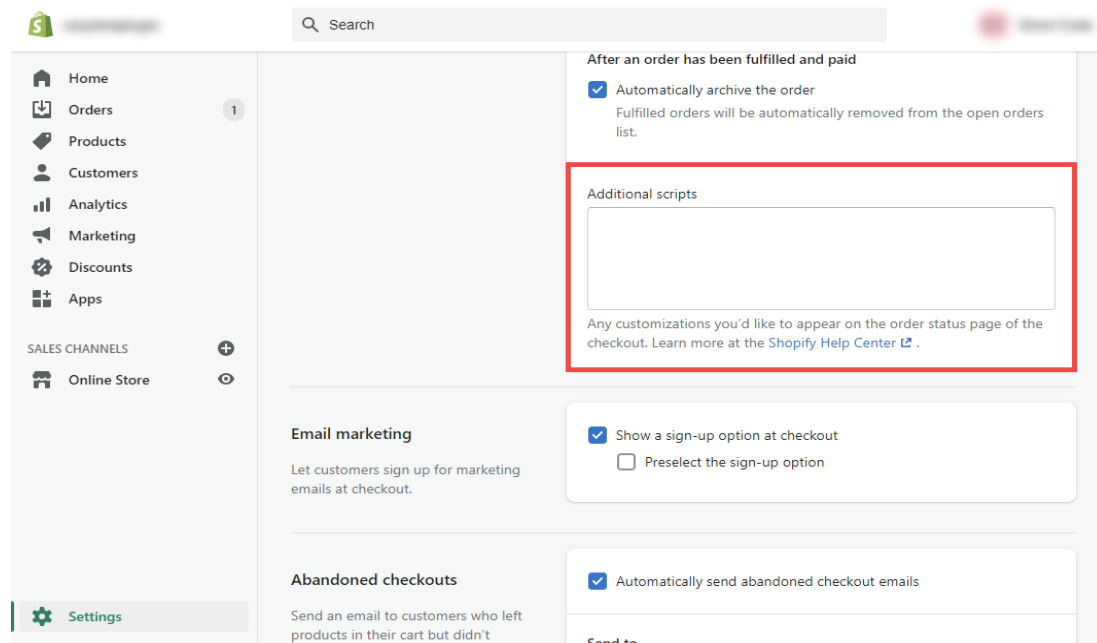 Search
Home
Orders
1
Products
Customers
Analytics
Marketing
Discounts
Apps
SALES CHANNELS
Online Store
Settings
After an order has been fulfilled and paid
Automatically archive the order
Fulfilled orders will be automatically removed from the open orders
list.
Additional scripts
Any customizations you'd like to appear on the order status page of the
checkout. Learn more at the Shopify Help Center .
Email marketing
Let customers sign up for marketing
emails at checkout.
Show a sign-up option at checkout
Preselect the sign-up option
Abandoned checkouts
Send an email to customers who left
products in their cart but didn't
Automatically send abandoned checkout emails
Send to